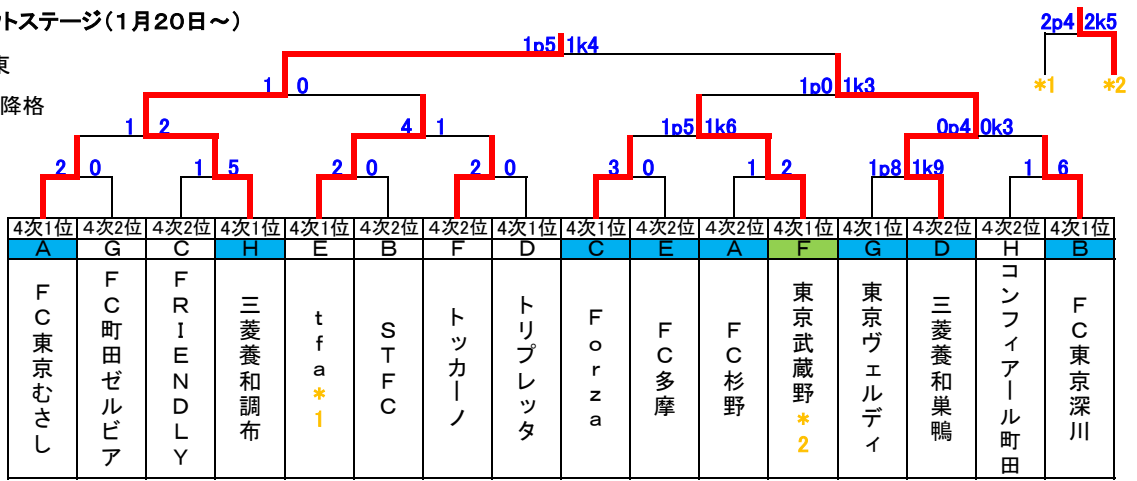 トステージ(1月20日～)
東
降格
2p4 2k5
*1 *2
1p5 1k4
1 0 1p0 1k3
1 2 4 1 1p5 1k6 0p4 0k3
2 0 1 5 2 0 2 0 3 0 1 2 1p8 1k9 1 6
4次1位 4次2位 4次2位 4次1位 4次1位 4次2位 4次2位 4次1位 4次1位 4次2位 4次2位 4次1位 4次1位 4次2位 4次2位 4次1位
A G C H E B F D C E A F G D H B
FC東京むさし
FC町田ゼルビア
FRIENDLY
三菱養和調布
tfa*1
STFC
トッカーノ
トリプレッタ
Forza
FC多摩
FC杉野
東京武蔵野*2
東京ヴェルディ
三菱養和巣鴨
コンフィアール町田
FC東京深川